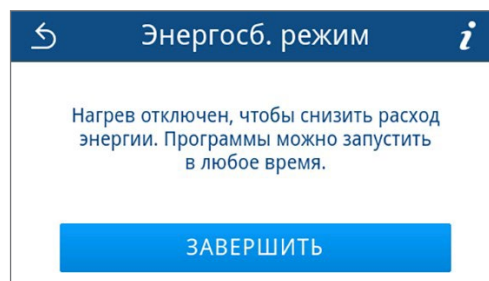 Энергосб. режим
Нагрев отключен, чтобы снизить расход
энергии. Программы можно запустить
в любое время.
ЗАВЕРШИТЬ